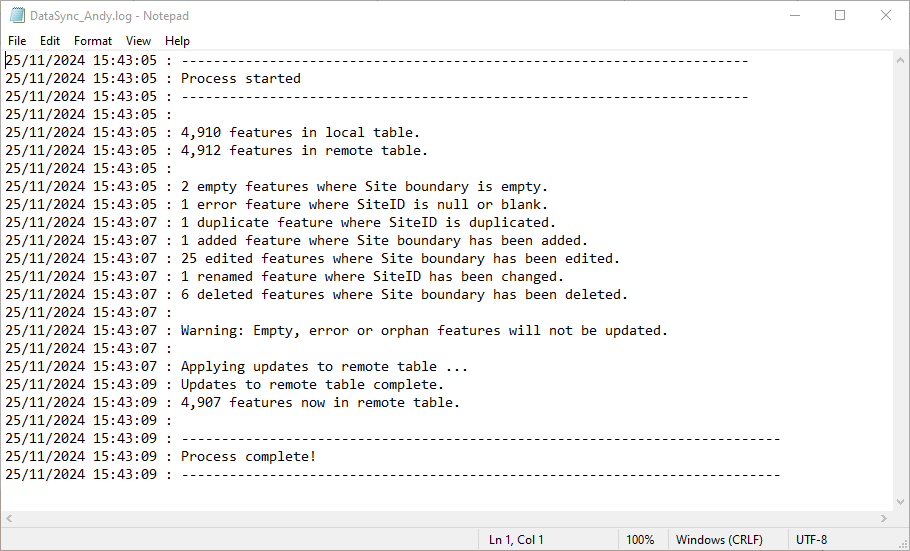 DataSync_Andy.log - Notepad
File Edit Format View Help
25/11/2024 15:43:05 : -----------------------------------------------------------------------
25/11/2024 15:43:05 : Process started
25/11/2024 15:43:05 : -----------------------------------------------------------------------
25/11/2024 15:43:05 :
25/11/2024 15:43:05 : 4,910 features in local table.
25/11/2024 15:43:05 : 4,912 features in remote table.
25/11/2024 15:43:05 :
25/11/2024 15:43:05 : 2 empty features where Site boundary is empty.
25/11/2024 15:43:05 : 1 error feature where SiteID is null or blank.
25/11/2024 15:43:07 : 1 duplicate feature where SiteID is duplicated.
25/11/2024 15:43:07 : 1 added feature where Site boundary has been added.
25/11/2024 15:43:07 : 25 edited features where Site boundary has been edited.
25/11/2024 15:43:07 : 1 renamed feature where SiteID has been changed.
25/11/2024 15:43:07 : 6 deleted features where Site boundary has been deleted.
25/11/2024 15:43:07 :
25/11/2024 15:43:07 : Warning: Empty, error or orphan features will not be updated.
25/11/2024 15:43:07 :
25/11/2024 15:43:07 : Applying updates to remote table ...
25/11/2024 15:43:09 : Updates to remote table complete.
25/11/2024 15:43:09 : 4,907 features now in remote table.
25/11/2024 15:43:09 :
25/11/2024 15:43:09 : ---------------------------------------------------------------------------
25/11/2024 15:43:09 : Process complete!
25/11/2024 15:43:09 : ---------------------------------------------------------------------------
Ln 1, Col 1 100% Windows (CRLF) UTF-8